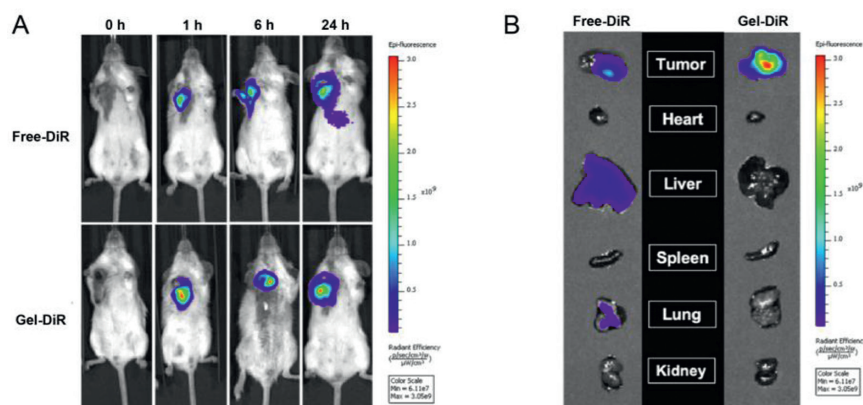 A
0 h 1 h 6 h 24 h
Free-DiR
Gel-DiR
Epi-fluorescence
3.0
2.5
2.0
x10⁹
1.5
1.0
0.5
Radiant Efficiency
Color Scale
Min = 6.11e7
Max = 3.05e9
B
Free-DiR Gel-DiR
Tumor
Heart
Liver
Spleen
Lung
Kidney
Epi-fluorescence
3.0
2.5
2.0
x10⁹
1.5
1.0
0.5
Radiant Efficiency
Color Scale
Min = 6.11e7
Max = 3.05e9